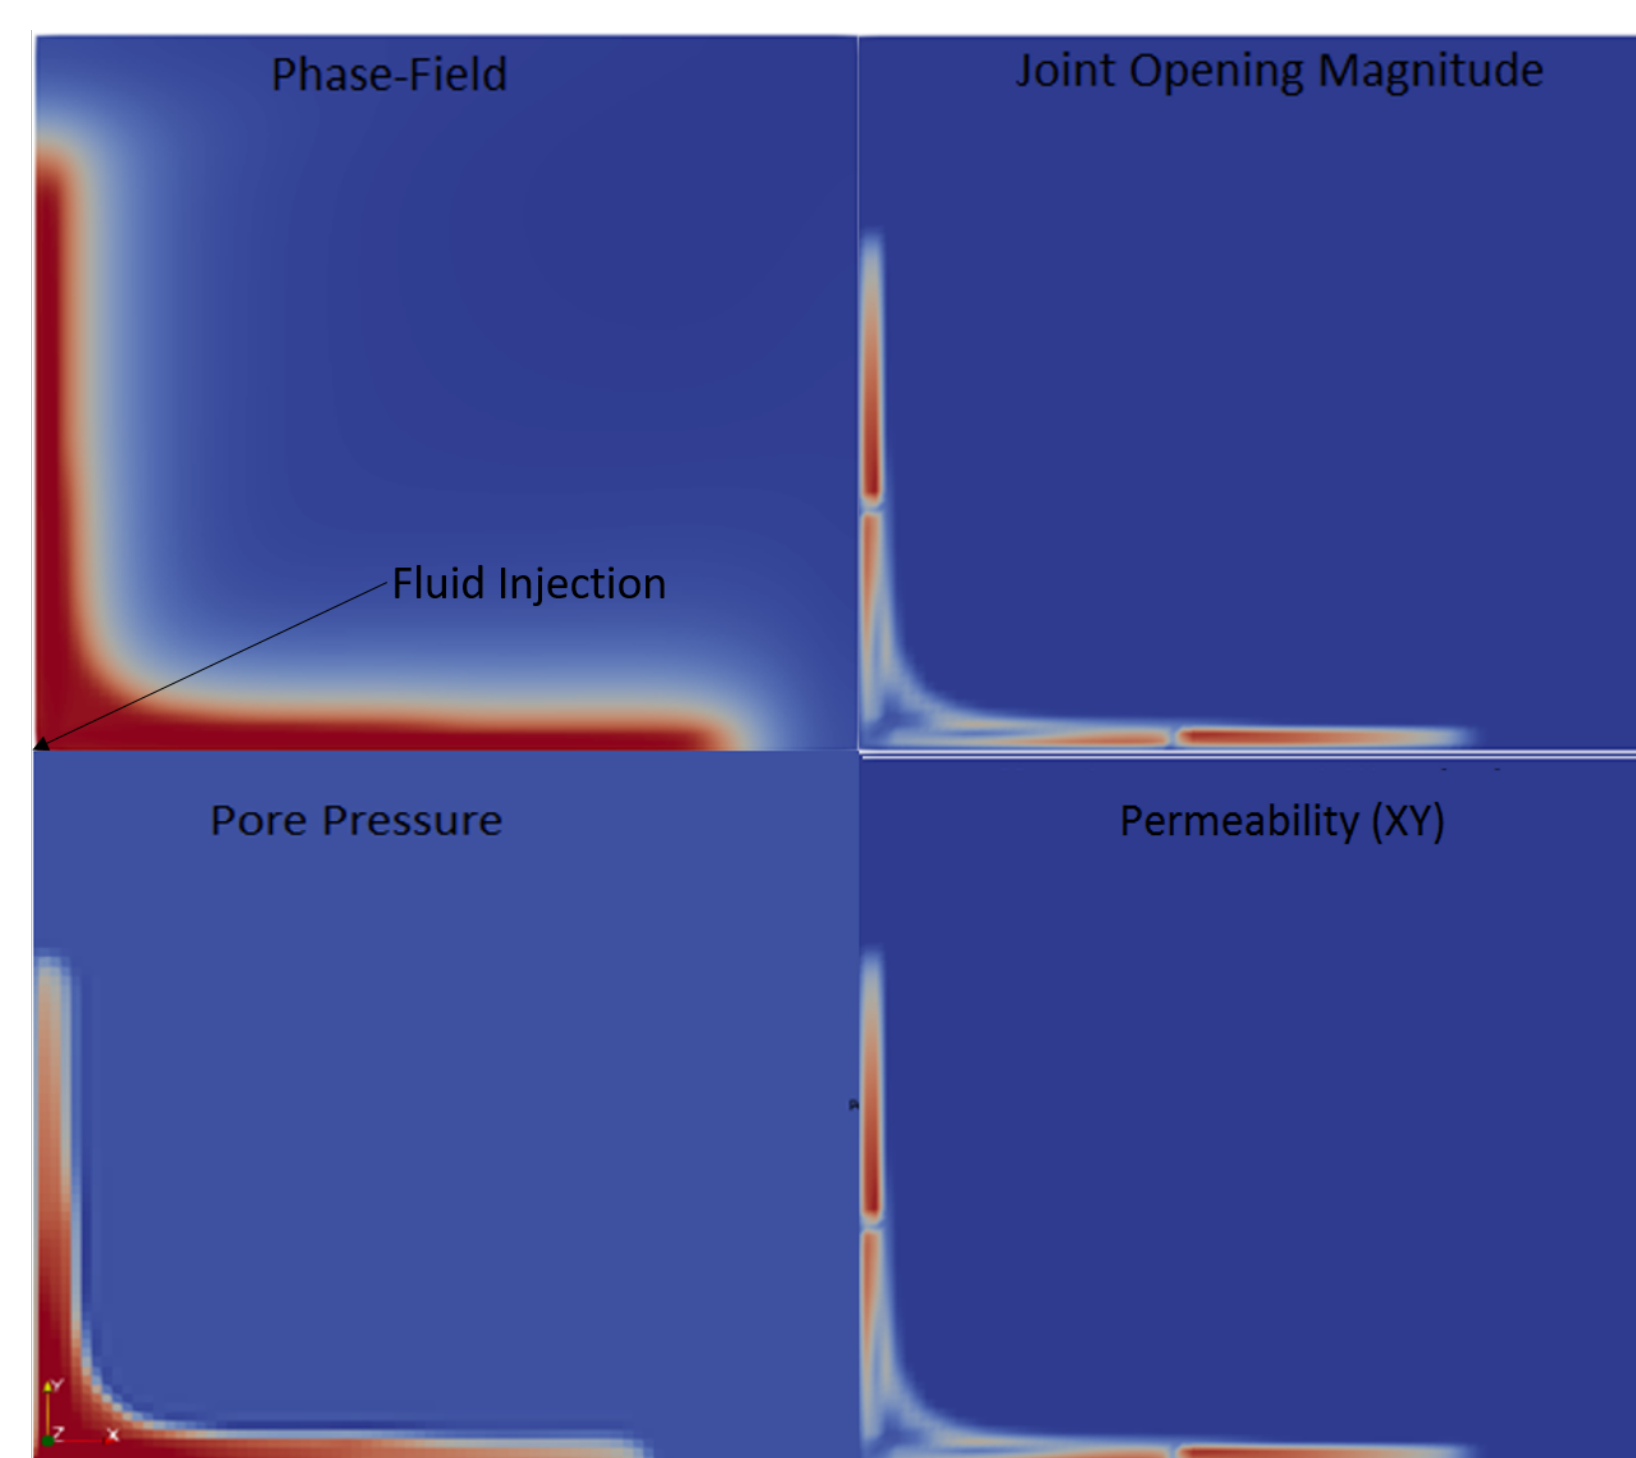 Phase-Field
Joint Opening Magnitude
Fluid Injection
Pore Pressure
Permeability (XY)
Y
Z
X